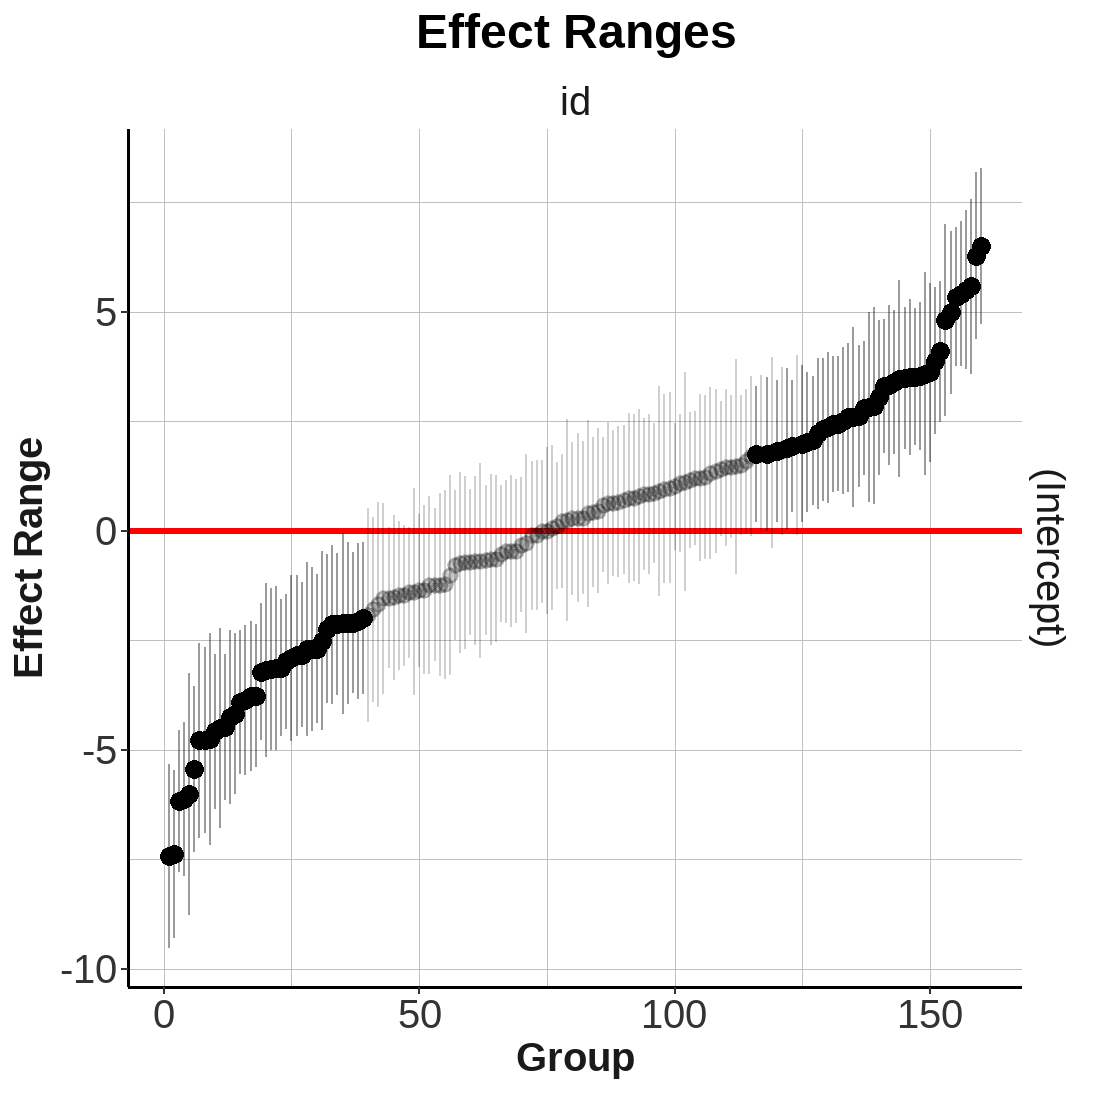 Effect Ranges
id
5
0
-5
-10
Effect Range
(Intercept)
0 50 100 150
Group